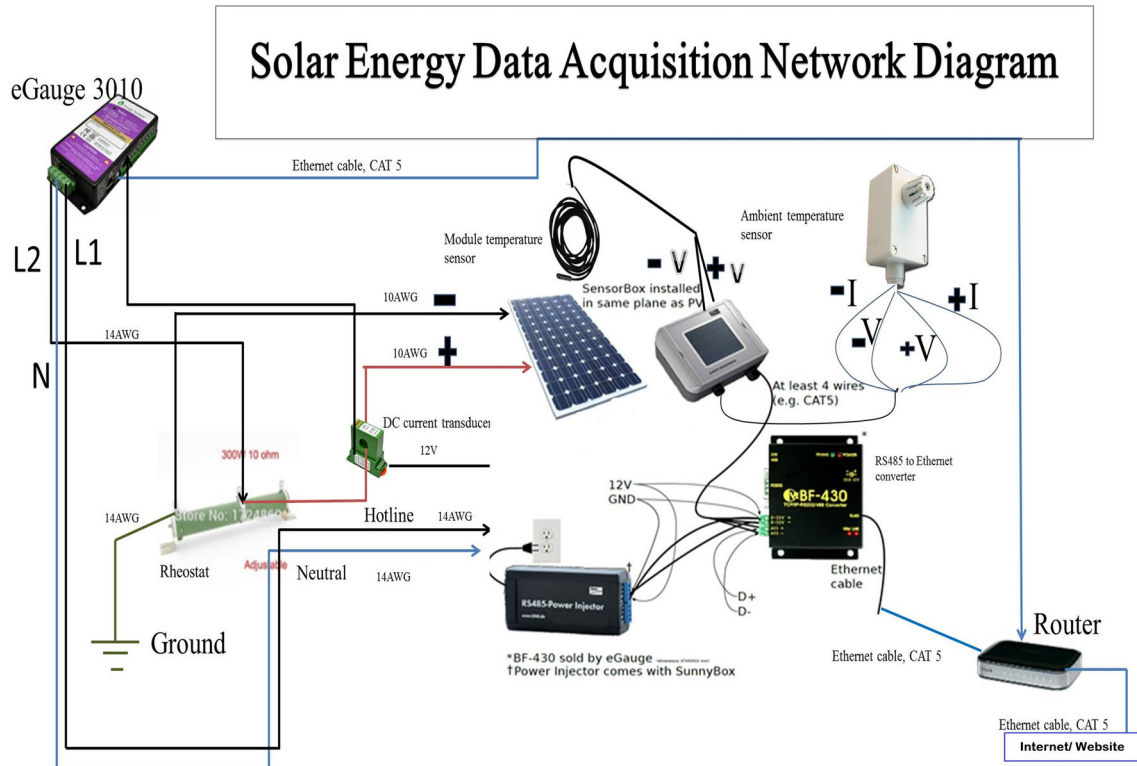 Solar Energy Data Acquisition Network Diagram
eGauge 3010
Ethernet cable, CAT 5
L2
L1
N
Module temperature
sensor
Ambient temperature
sensor
- V
+ V
SensorBox installed
in same plane as PV
-I
+I
-V
+V
10AWG
-
14AWG
10AWG
+
At least 4 wires
(e.g. CAT5)
DC current transducer
12V
*
RS485 to Ethernet
converter
BF-430
300W 10 ohm
Store No:
14AWG
Hotline
14AWG
Rheostat
Adjustable
Neutral
14AWG
12V
GND
†
RS485-Power Injector
Ethernet
cable
D+
D-
Ground
Router
*BF-430 sold by eGauge
†Power Injector comes with SunnyBox
Ethernet cable, CAT 5
Ethernet cable, CAT 5
Internet/ Website